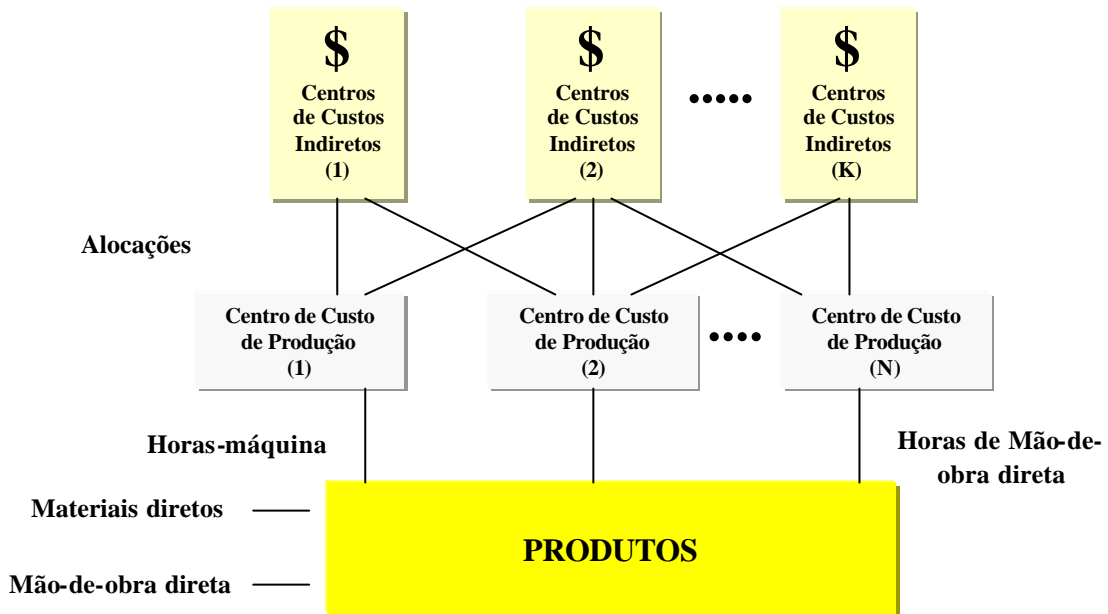 $
Centros
de Custos
Indiretos
(1)
$
Centros
de Custos
Indiretos
(2)
•••••
$
Centros
de Custos
Indiretos
(K)
Alocações
Centro de Custo
de Produção
(1)
Centro de Custo
de Produção
(2)
••••
Centro de Custo
de Produção
(N)
Horas-máquina
Horas de Mão-de-
obra direta
Materiais diretos
PRODUTOS
Mão-de-obra direta